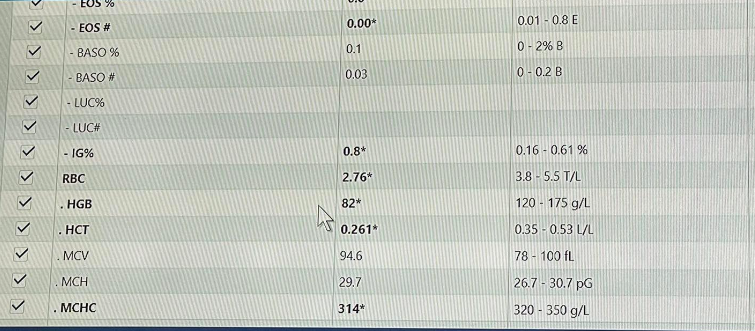 - EOS %
- EOS # 0.00* 0.01 - 0.8 E
- BASO % 0.1 0 - 2% B
- BASO # 0.03 0 - 0.2 B
- LUC%
- LUC#
- IG% 0.8* 0.16 - 0.61 %
RBC 2.76* 3.8 - 5.5 T/L
. HGB 82* 120 - 175 g/L
. HCT 0.261* 0.35 - 0.53 L/L
. MCV 94.6 78 - 100 fL
. MCH 29.7 26.7 - 30.7 pG
. MCHC 314* 320 - 350 g/L